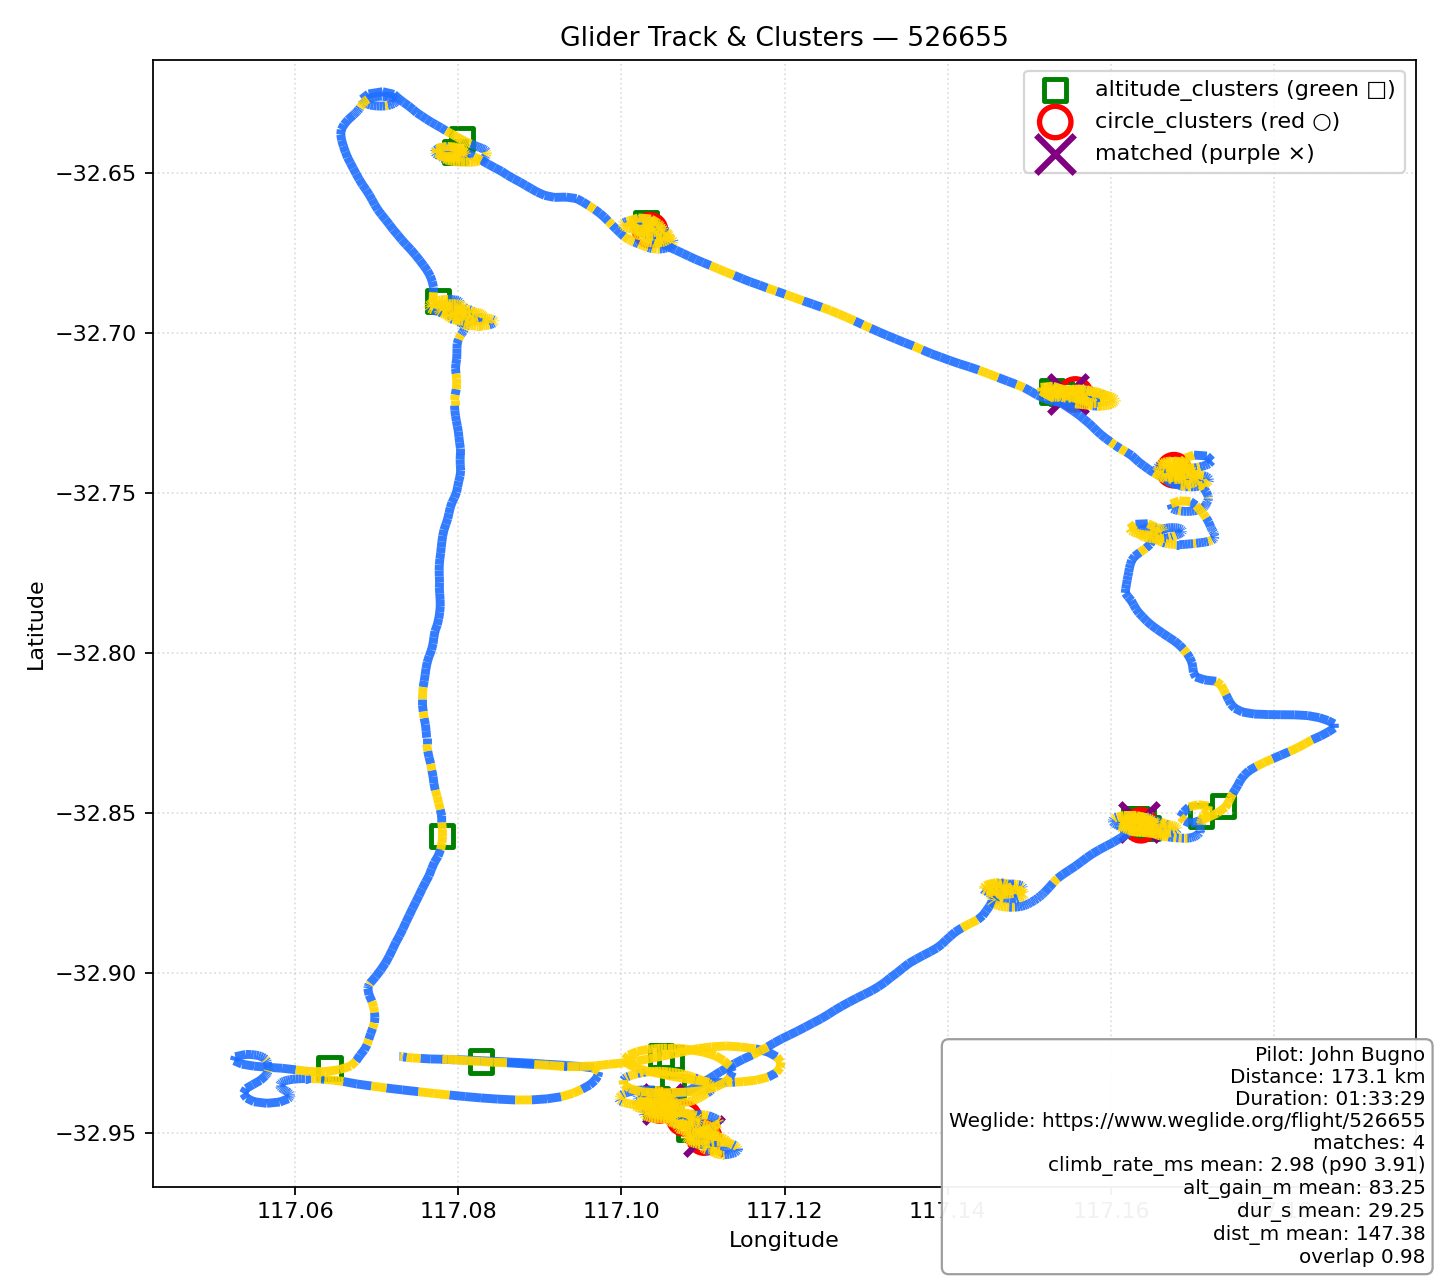 Glider Track & Clusters — 526655
altitude_clusters (green □)
circle_clusters (red ○)
matched (purple ×)
−32.65
−32.70
−32.75
−32.80
−32.85
−32.90
−32.95
Latitude
117.06
117.08
117.10
117.12
117.14
117.16
Longitude
Pilot: John Bugno
Distance: 173.1 km
Duration: 01:33:29
Weglide: https://www.weglide.org/flight/526655
matches: 4
climb_rate_ms mean: 2.98 (p90 3.91)
alt_gain_m mean: 83.25
dur_s mean: 29.25
dist_m mean: 147.38
overlap 0.98